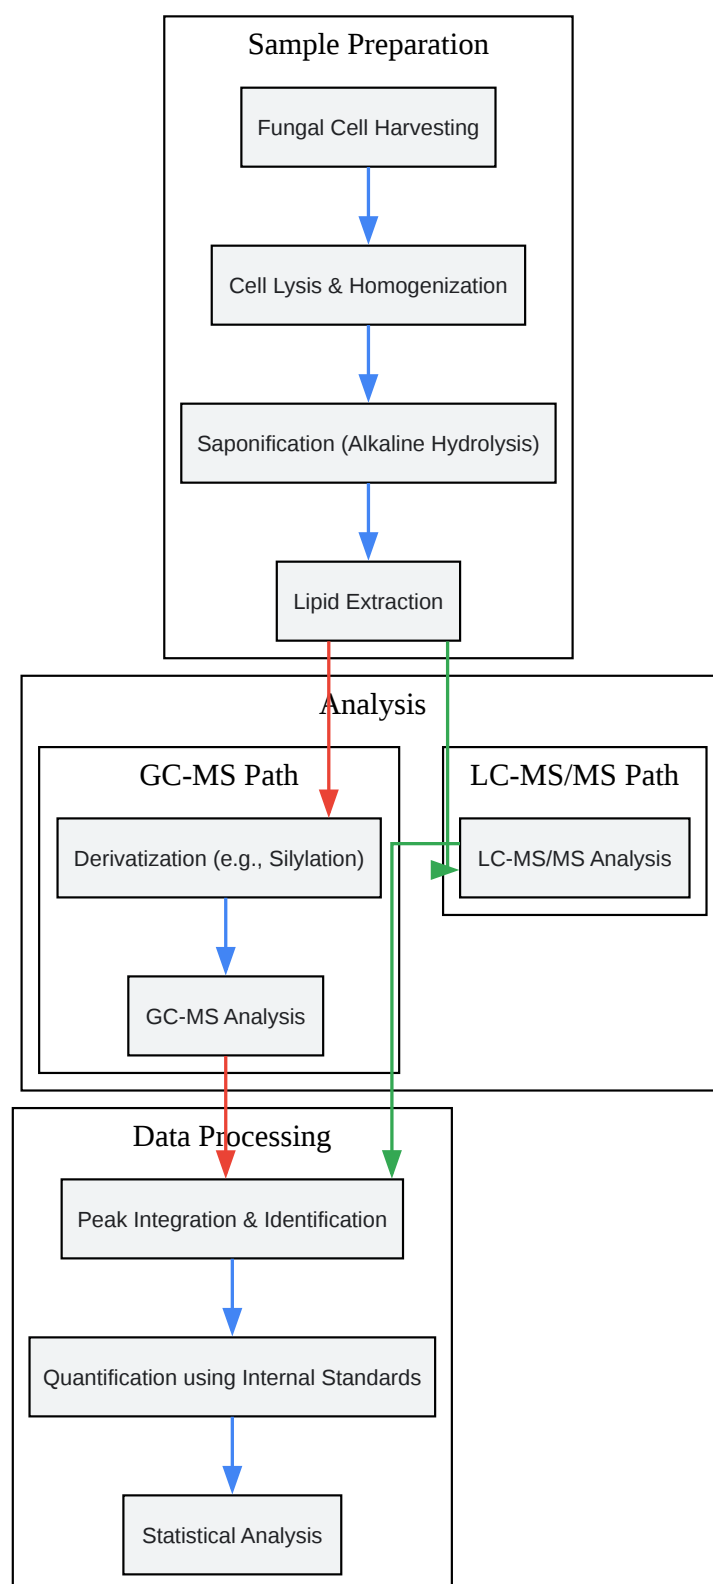 Sample Preparation
Fungal Cell Harvesting
Cell Lysis & Homogenization
Saponification (Alkaline Hydrolysis)
Lipid Extraction
Analysis
GC-MS Path
LC-MS/MS Path
Derivatization (e.g., Silylation)
LC-MS/MS Analysis
GC-MS Analysis
Data Processing
Peak Integration & Identification
Quantification using Internal Standards
Statistical Analysis